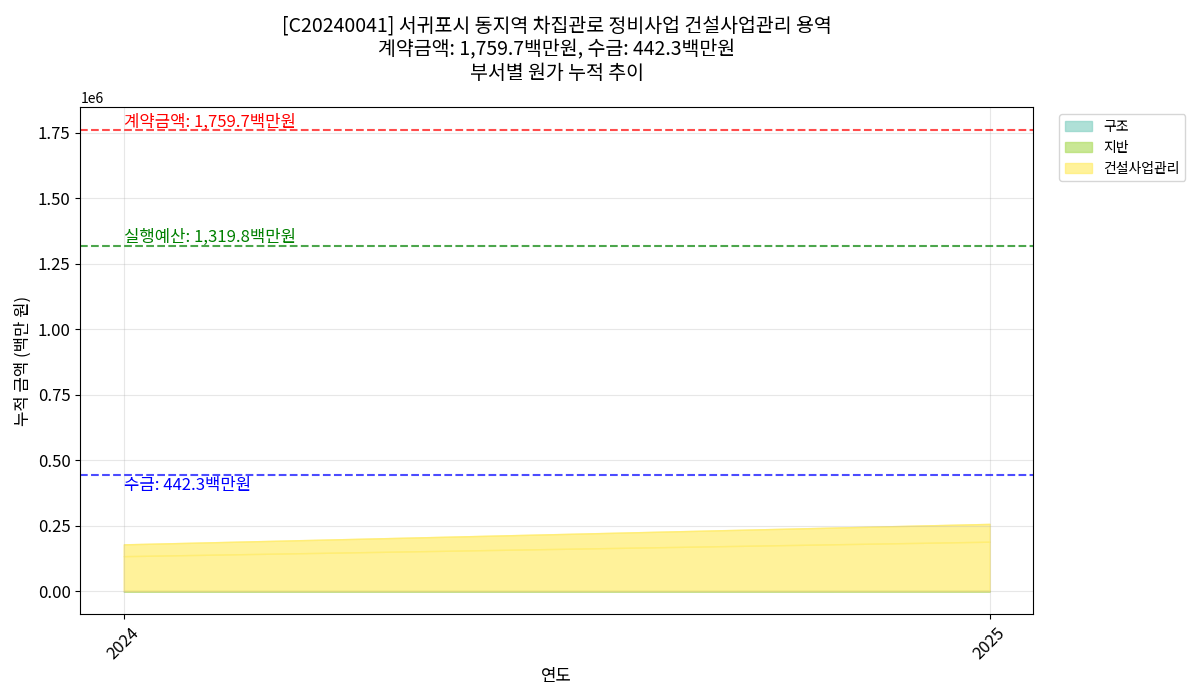 [C20240041] 서귀포시 동지역 차집관로 정비사업 건설사업관리 용역
계약금액: 1,759.7백만원, 수금: 442.3백만원
부서별 원가 누적 추이
1e6
계약금액: 1,759.7백만원
실행예산: 1,319.8백만원
수금: 442.3백만원
1.75
1.50
1.25
1.00
0.75
0.50
0.25
0.00
누적 금액 (백만 원)
2024
2025
연도
구조
지반
건설사업관리